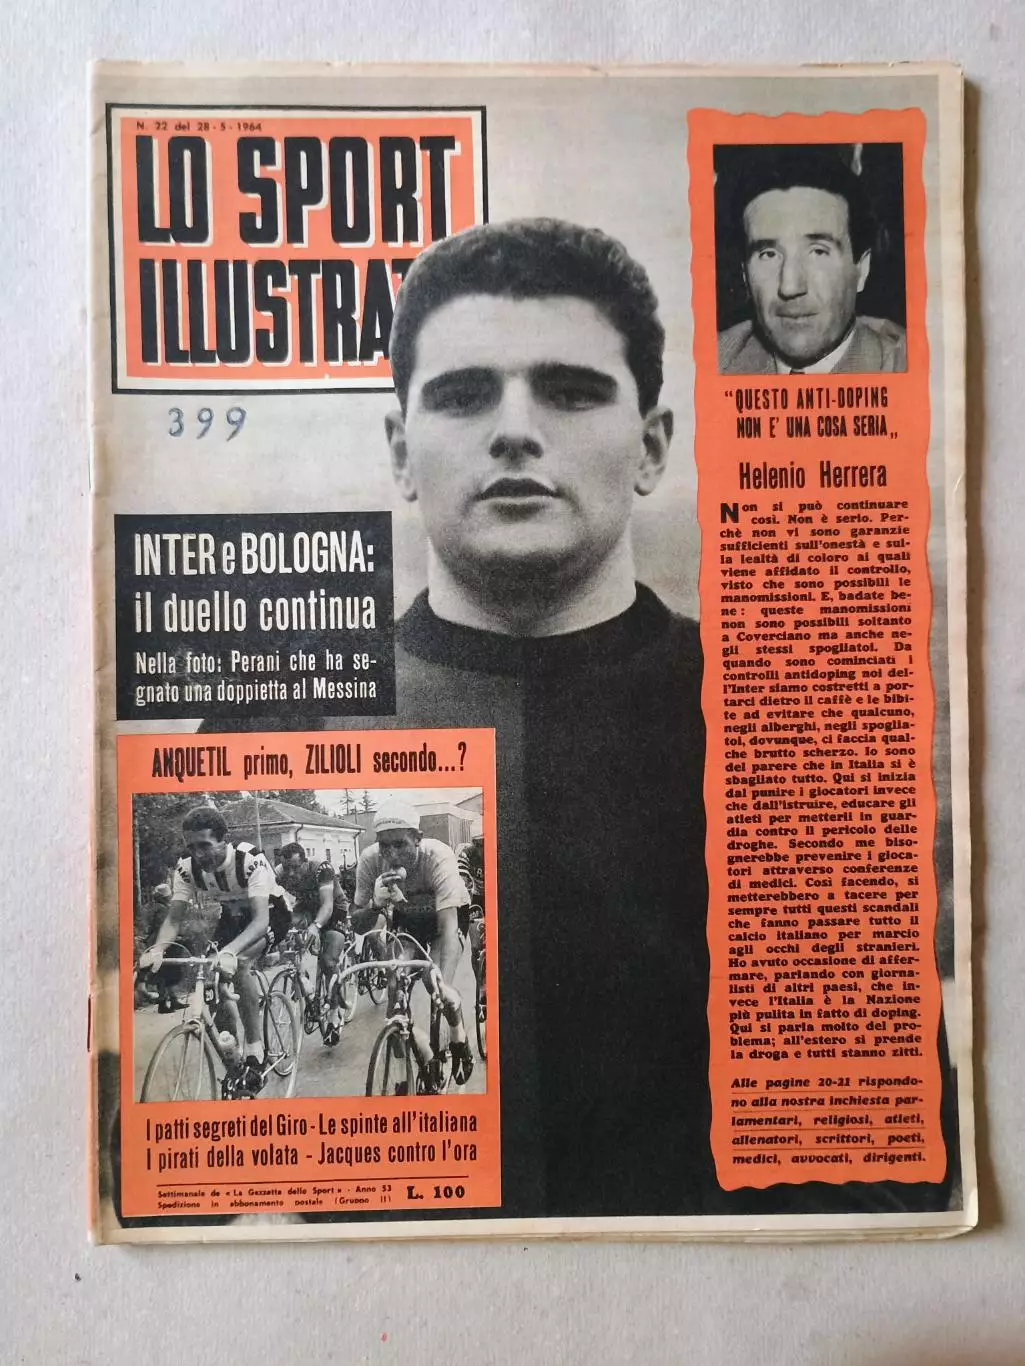 N. 22 del 28-5-1964
LO SPORT
ILLUSTRAT
399
INTER e BOLOGNA:
il duello continua
Nella foto: Perani che ha se-
gnato una doppietta al Messina
ANQUETIL primo, ZILIOLI secondo...?
I patti segreti del Giro - Le spinte all'italiana
I pirati della volata - Jacques contro l'ora
Settimanale de «La Gazzetta dello Sport» - Anno 53
Spedizione in abbonamento postale (Gruppo II)
L. 100
"QUESTO ANTI-DOPING
NON E' UNA COSA SERIA„
Helenio Herrera
Non si può continuare
così. Non è serio. Per-
chè non vi sono garanzie
sufficienti sull'onestà e sul-
la lealtà di coloro ai quali
viene affidato il controllo,
visto che sono possibili le
manomissioni. E, badate be-
ne: queste manomissioni
non sono possibili soltanto
a Coverciano ma anche ne-
gli stessi spogliatoi. Da
quando sono cominciati i
controlli antidoping noi del-
l'Inter siamo costretti a por-
tarci dietro il caffè e le bibi-
te ad evitare che qualcuno,
negli alberghi, negli spoglia-
toi, dovunque, ci faccia qual-
che brutto scherzo. Io sono
del parere che in Italia si è
sbagliato tutto. Qui si inizia
dal punire i giocatori invece
che dall'istruire, educare gli
atleti per metterli in guar-
dia contro il pericolo delle
droghe. Secondo me biso-
gnerebbe prevenire i gioca-
tori attraverso conferenze
di medici. Così facendo, si
metterebbero a tacere per
sempre tutti questi scandali
che fanno passare tutto il
calcio italiano per marcio
agli occhi degli stranieri.
Ho avuto occasione di affer-
mare, parlando con giorna-
listi di altri paesi, che in-
vece l'Italia è la Nazione
più pulita in fatto di doping.
Qui si parla molto del pro-
blema; all'estero si prende
la droga e tutti stanno zitti.
Alle pagine 20-21 rispondo-
no alla nostra inchiesta par-
lamentari, religiosi, atleti,
allenatori, scrittori, poeti,
medici, avvocati, dirigenti.